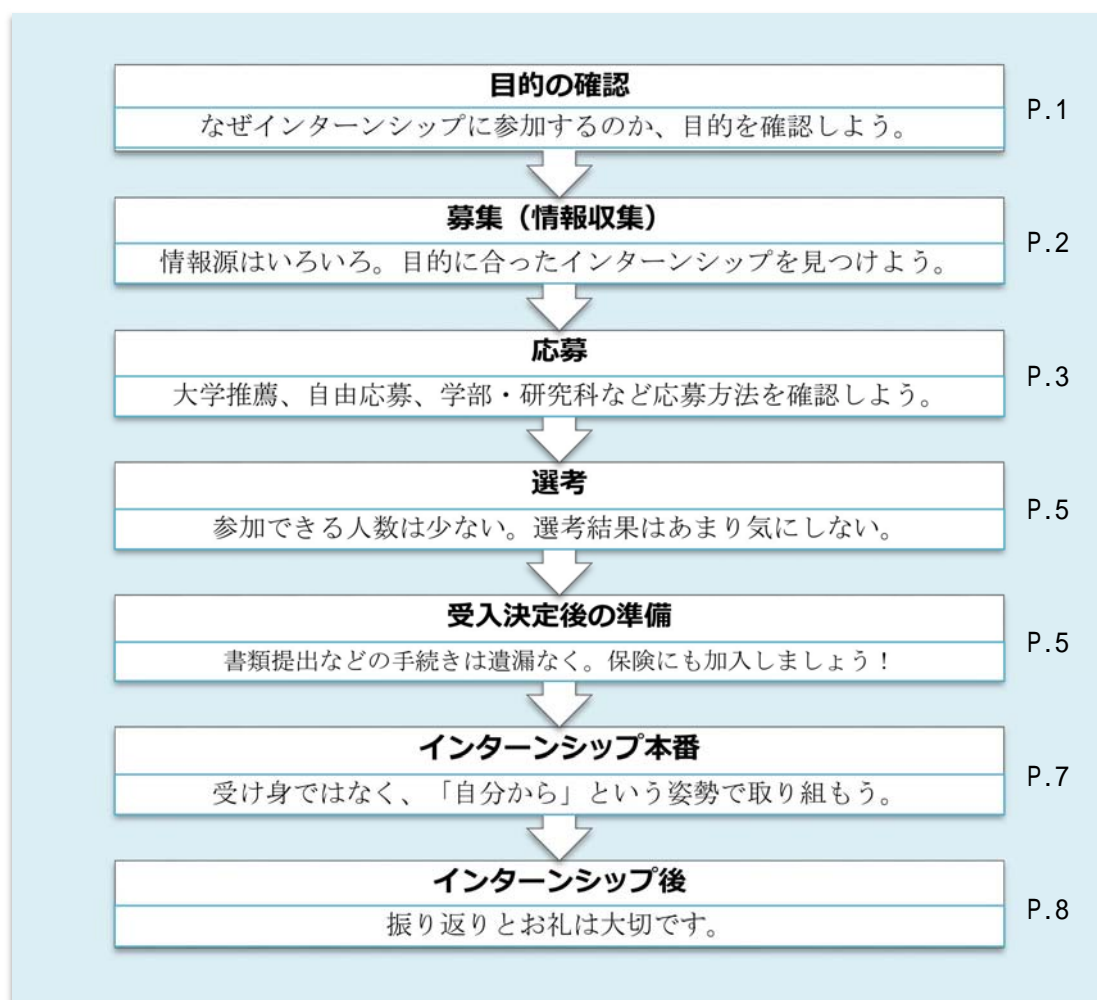 目的の確認
なぜインターンシップに参加するのか、目的を確認しよう。
P.1
募集（情報収集）
情報源はいろいろ。目的に合ったインターンシップを見つけよう。
P.2
応募
大学推薦、自由応募、学部・研究科など応募方法を確認しよう。
P.3
選考
参加できる人数は少ない。選考結果はあまり気にしない。
P.5
受入決定後の準備
書類提出などの手続きは遺漏なく。保険にも加入しましょう！
P.5
インターンシップ本番
受け身ではなく、「自分から」という姿勢で取り組もう。
P.7
インターンシップ後
振り返りとお礼は大切です。
P.8